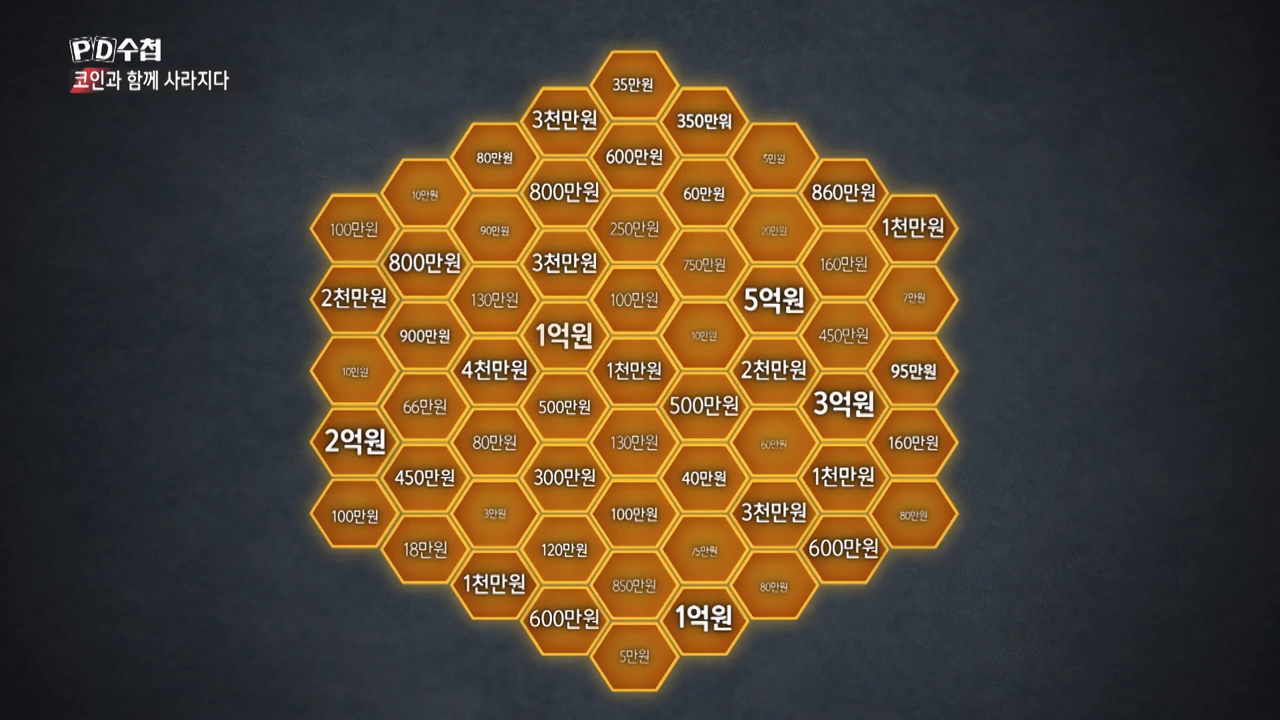 PD수첩
코인과 함께 사라지다
35만원
3천만원
350만워
80만원
600만원
5만원
10만원
800만원
60만원
860만원
100만원
90만원
250만원
20만원
1천만원
800만원
3천만원
750만원
160만원
2천만원
130만원
100만원
5억원
7만원
900만원
1억원
10만원
450만원
10만원
4천만원
1천만원
2천만원
95만원
66만원
500만원
500만원
3억원
2억원
80만원
130만원
60만원
160만원
450만원
300만원
40만원
1천만원
100만원
3만원
100만원
3천만원
80만원
18만원
120만원
75만원
600만원
1천만원
850만원
80만원
600만원
1억원
5만원